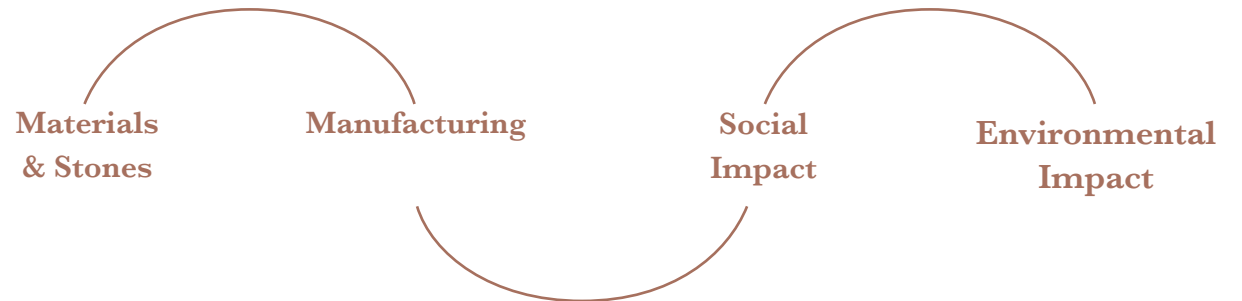 Materials
& Stones
Manufacturing
Social
Impact
Environmental
Impact